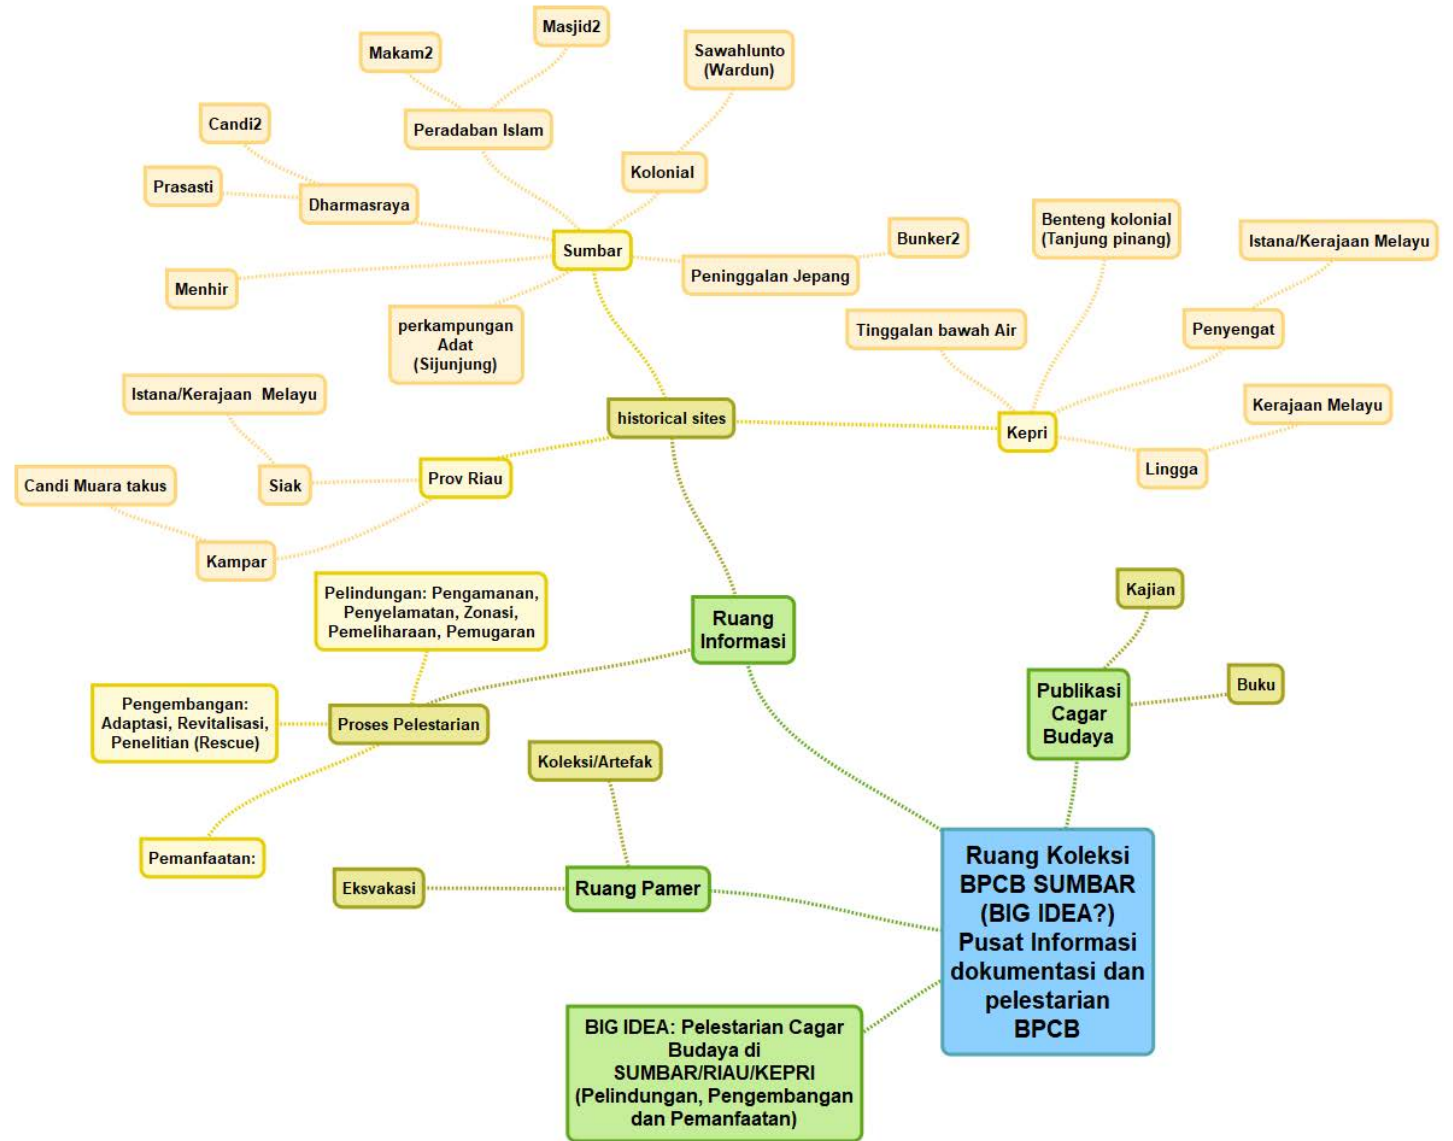 Masjid2
Makam2
Sawahlunto
(Wardun)
Candi2
Peradaban Islam
Kolonial
Prasasti
Dharmasraya
Benteng kolonial
(Tanjung pinang)
Istana/Kerajaan Melayu
Bunker2
Sumbar
Peninggalan Jepang
Menhir
perkampungan
Adat
(Sijunjung)
Tinggalan bawah Air
Penyengat
Istana/Kerajaan  Melayu
Kerajaan Melayu
historical sites
Kepri
Lingga
Candi Muara takus
Siak
Prov Riau
Kampar
Pelindungan: Pengamanan,
Penyelamatan, Zonasi,
Pemeliharaan, Pemugaran
Ruang
Informasi
Kajian
Publikasi
Cagar
Budaya
Buku
Pengembangan:
Adaptasi, Revitalisasi,
Penelitian (Rescue)
Proses Pelestarian
Koleksi/Artefak
Pemanfaatan:
Eksvakasi
Ruang Pamer
Ruang Koleksi
BPCB SUMBAR
(BIG IDEA?)
Pusat Informasi
dokumentasi dan
pelestarian
BPCB
BIG IDEA: Pelestarian Cagar
Budaya di
SUMBAR/RIAU/KEPRI
(Pelindungan, Pengembangan
dan Pemanfaatan)